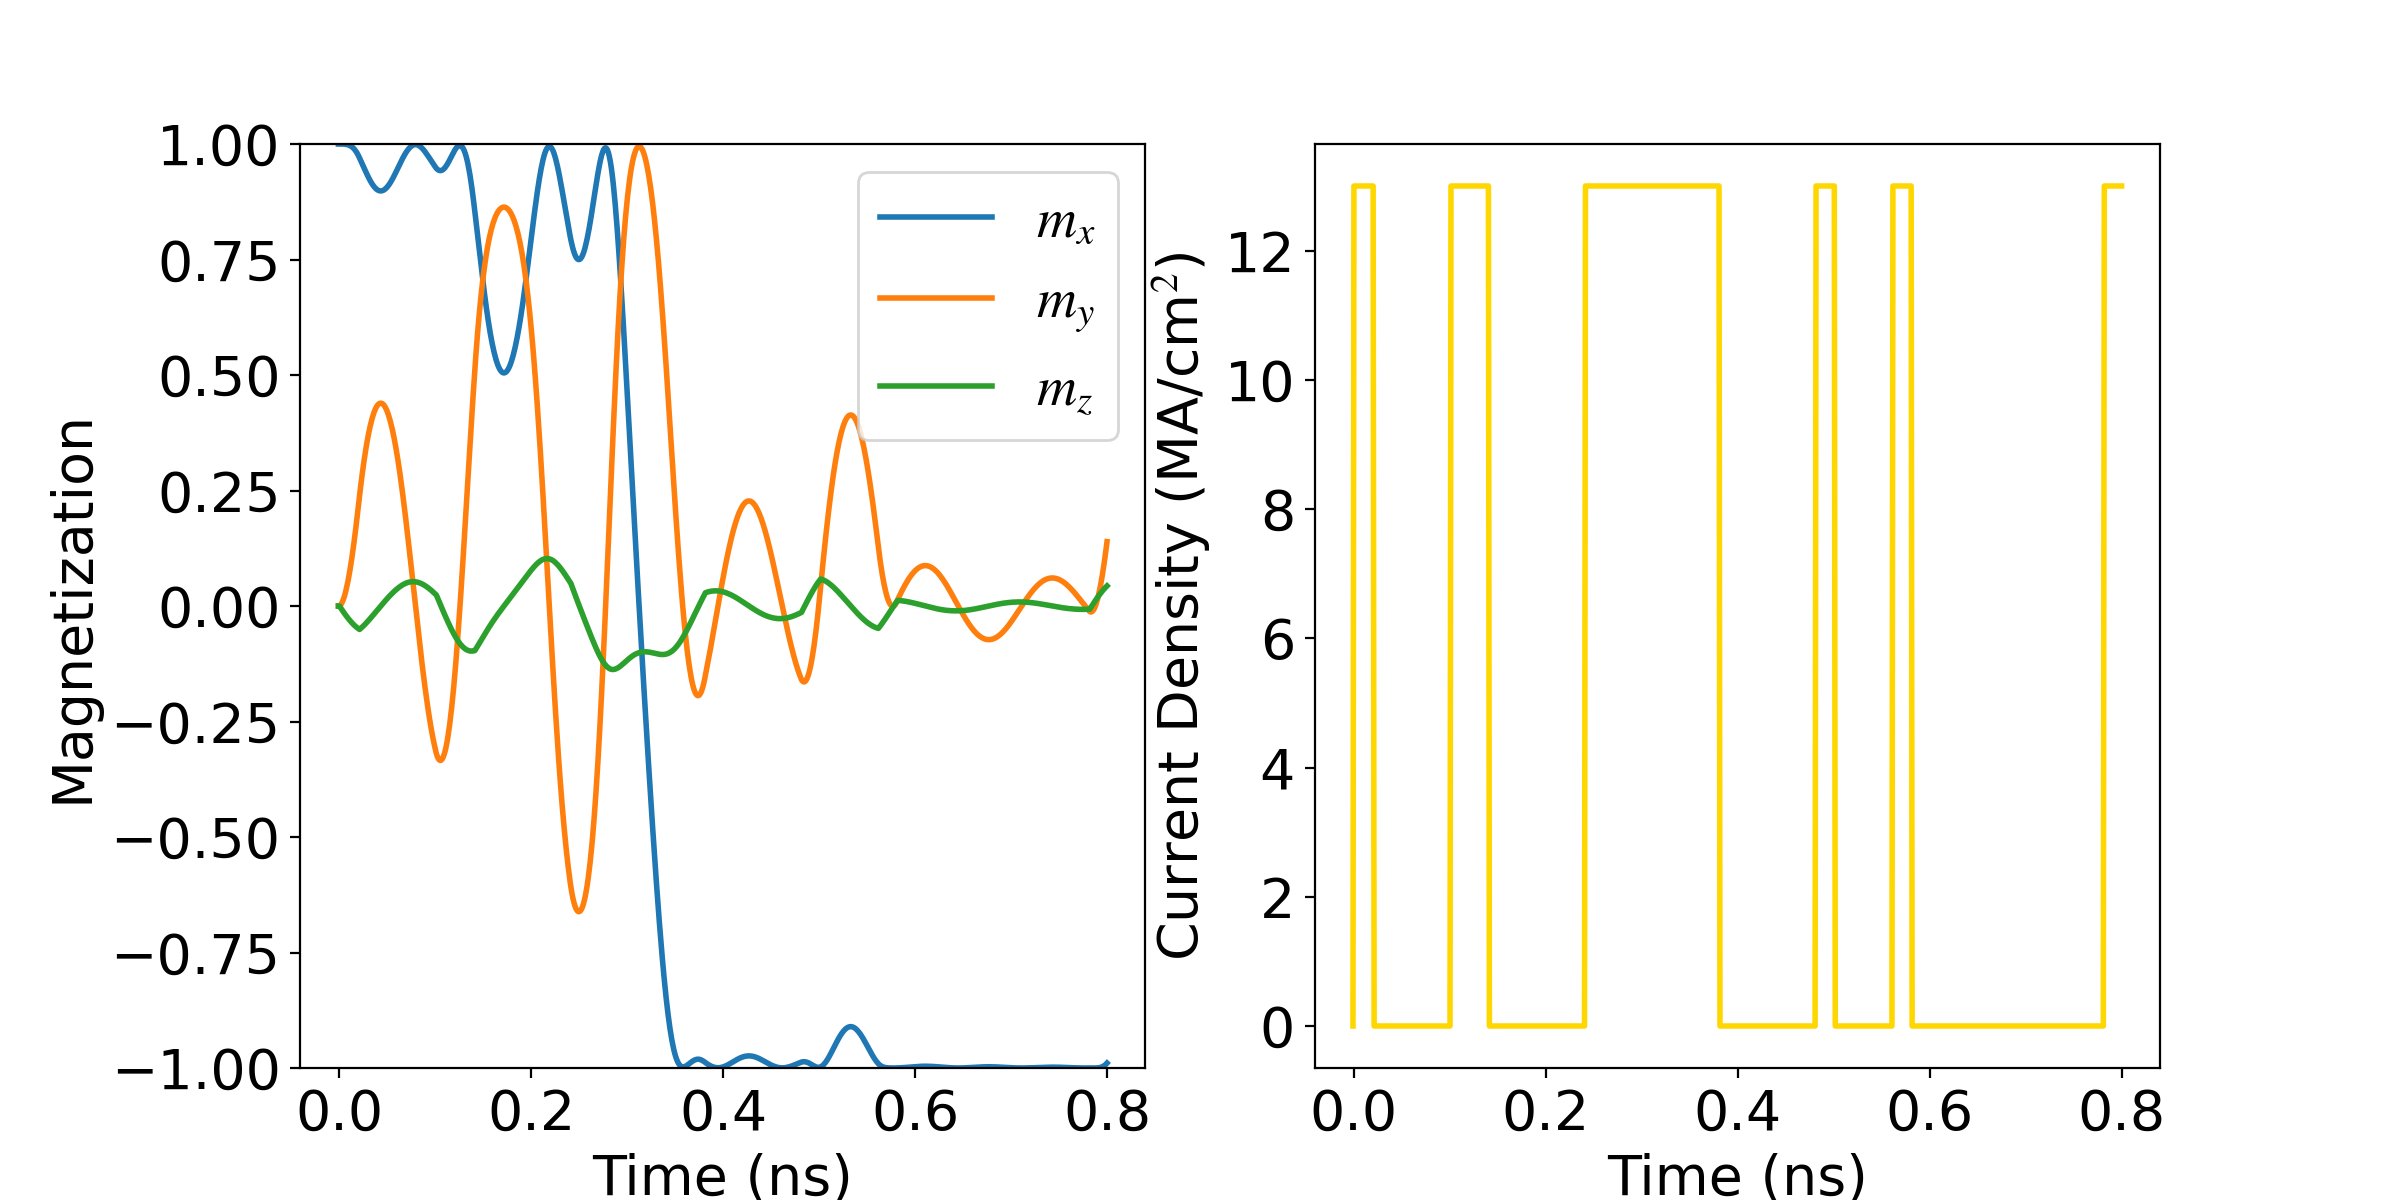 1.00
0.75
0.50
0.25
0.00
−0.25
−0.50
−0.75
−1.00
0.0 0.2 0.4 0.6 0.8
Time (ns)
Magnetization
m_x
m_y
m_z
12
10
8
6
4
2
0
0.0 0.2 0.4 0.6 0.8
Time (ns)
Current Density (MA/cm²)